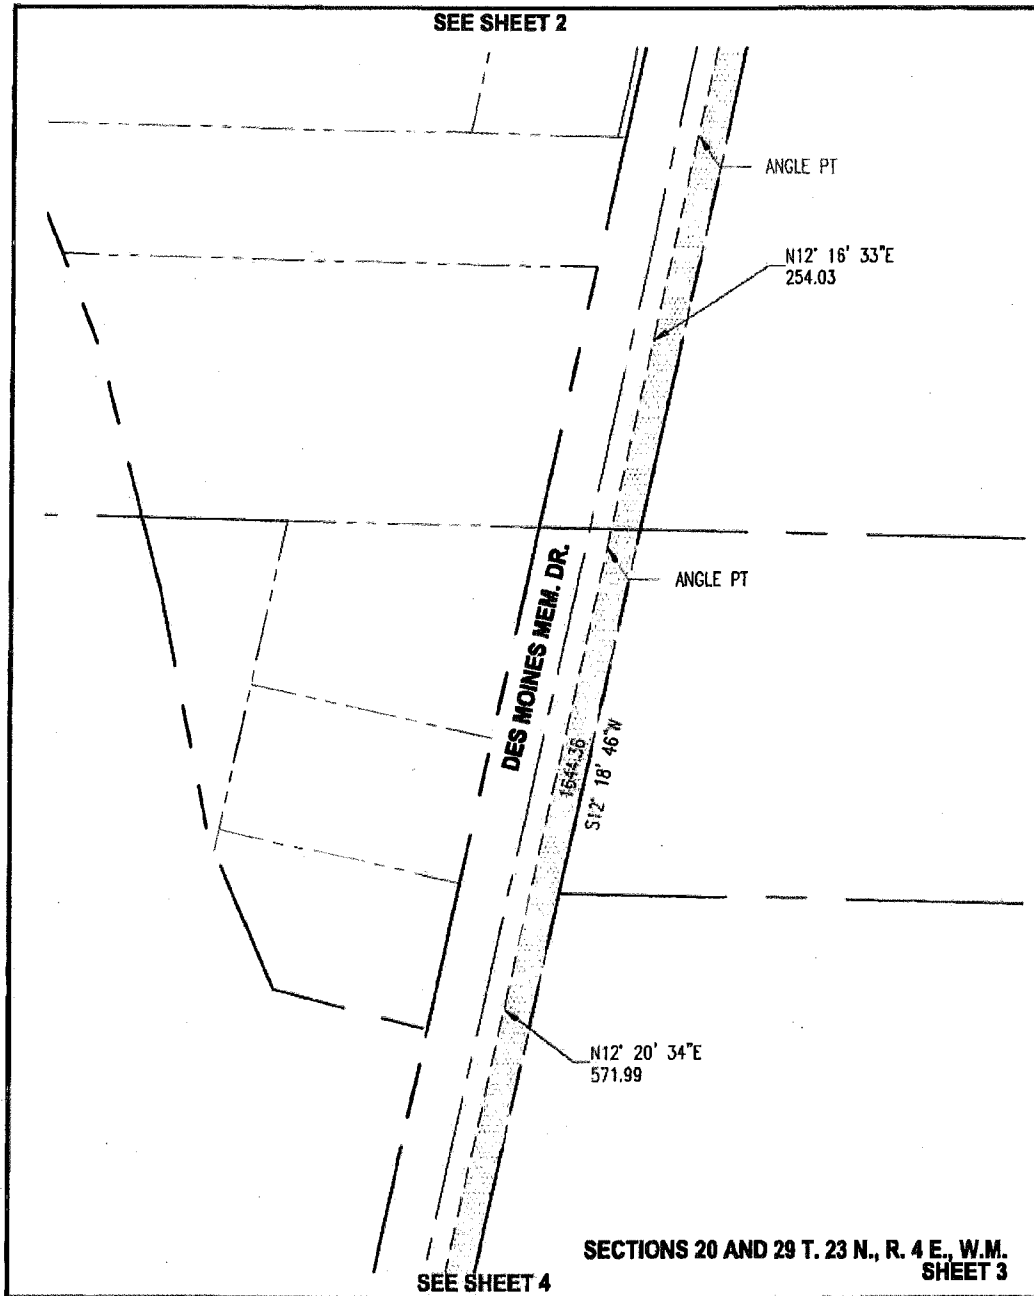 SEE SHEET 2
ANGLE PT
N12° 16' 33"E
254.03
ANGLE PT
DES MOINES MEM. DR.
1644.36
S12° 18' 46"W
N12° 20' 34"E
571.99
SECTIONS 20 AND 29 T. 23 N., R. 4 E., W.M.
SHEET 3
SEE SHEET 4